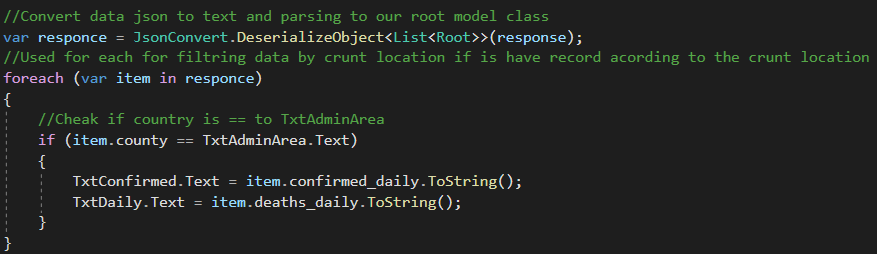 //Convert data json to text and parsing to our root model class
var responce = JsonConvert.DeserializeObject<List<Root>>(response);
//Used for each for filtring data by crunt location if is have record acording to the crunt location
foreach (var item in responce)
{
//Cheak if country is == to TxtAdminArea
if (item.county == TxtAdminArea.Text)
{
TxtConfirmed.Text = item.confirmed_daily.ToString();
TxtDaily.Text = item.deaths_daily.ToString();
}
}